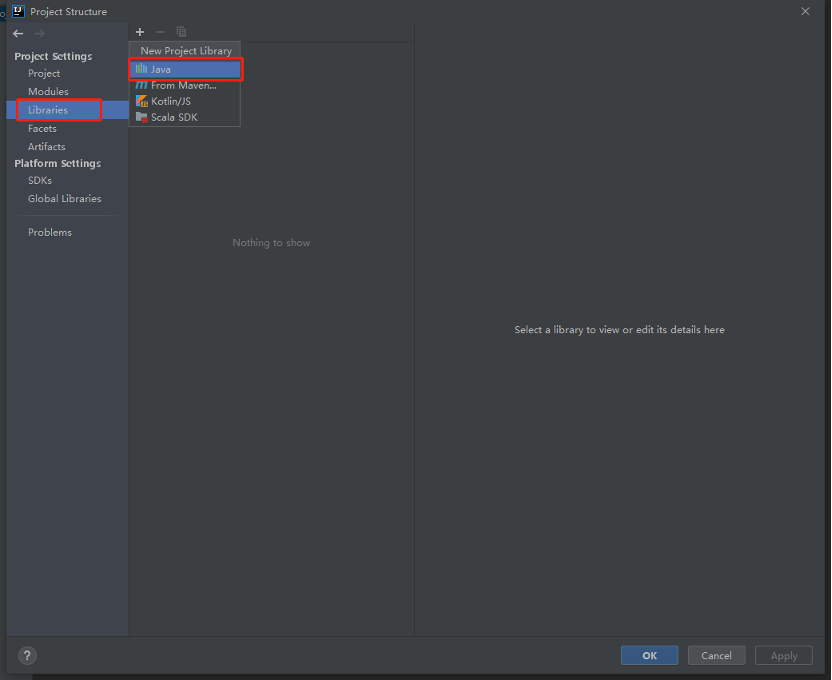 Project Structure
Project Settings
Project
Modules
Libraries
Facets
Artifacts
Platform Settings
SDKs
Global Libraries
Problems
New Project Library
Java
From Maven...
Kotlin/JS
Scala SDK
Nothing to show
Select a library to view or edit its details here
?
OK
Cancel
Apply